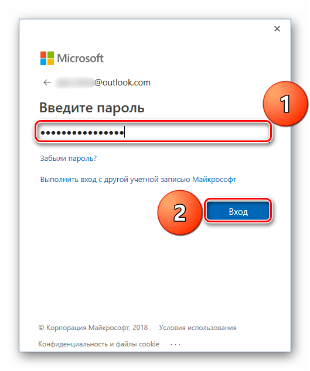 Microsoft
← @outlook.com
Введите пароль
1
••••••••••••••••
Забыли пароль?
Выполнить вход с другой учетной записью Майкрософт
2
Вход
© Корпорация Майкрософт, 2018 Условия использования
Конфиденциальность и файлы cookie ...